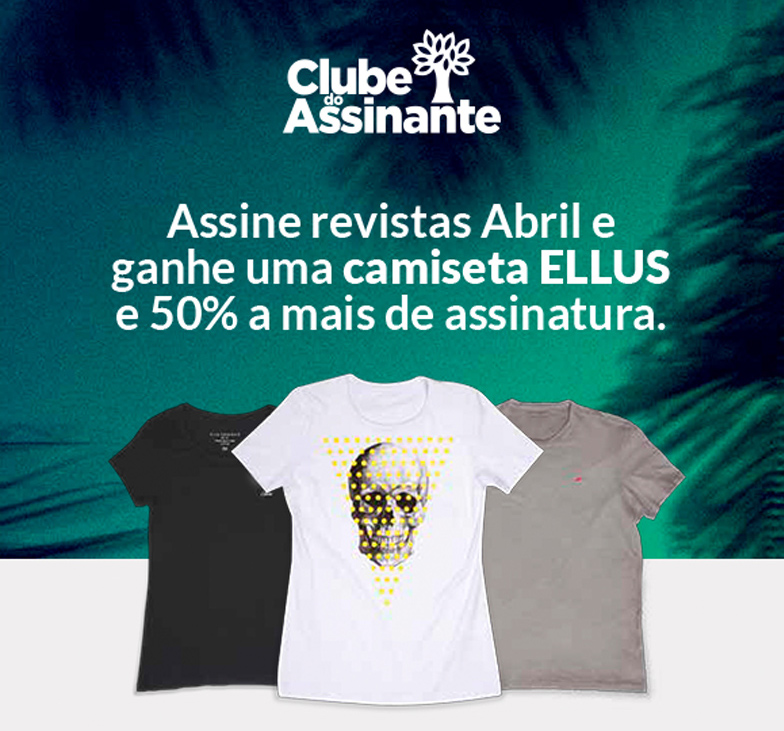 Clube
do
Assinante
Assine revistas Abril e
ganhe uma camiseta ELLUS
e 50% a mais de assinatura.